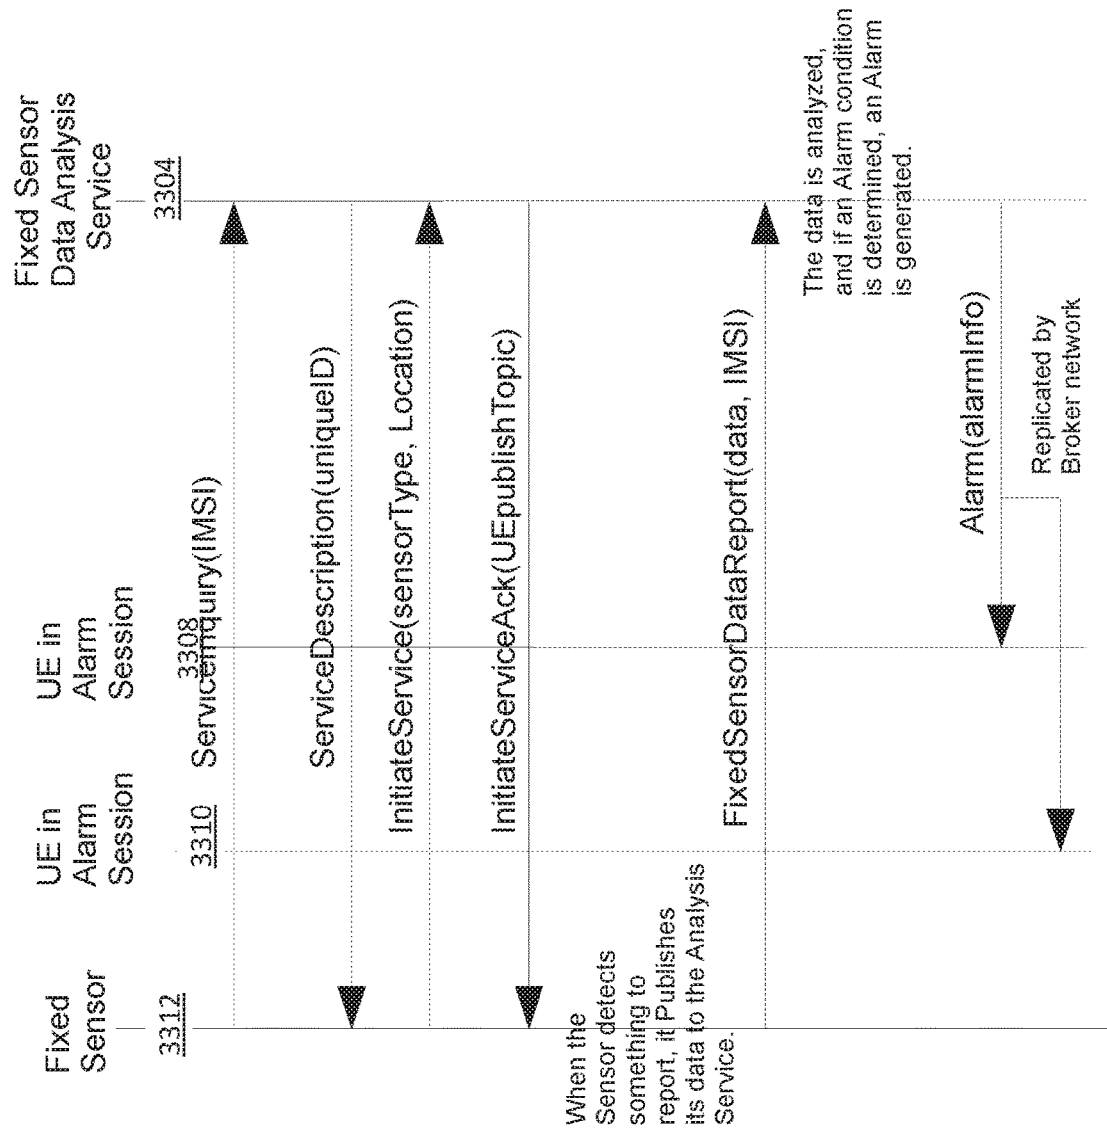 Fixed
Sensor
3312
UE in
Alarm
Session
3310
UE in
Alarm
Session
3308
Fixed Sensor
Data Analysis
Service
3304
ServiceInquiry(IMSI)
ServiceDescription(uniqueID)
InitiateService(sensorType, Location)
InitiateServiceAck(UEpublishTopic)
When the
Sensor detects
something to
report, it Publishes
its data to the Analysis
Service.
FixedSensorDataReport(data, IMSI)
The data is analyzed,
and if an Alarm condition
is determined, an Alarm
is generated.
Alarm(alarmInfo)
Replicated by
Broker network